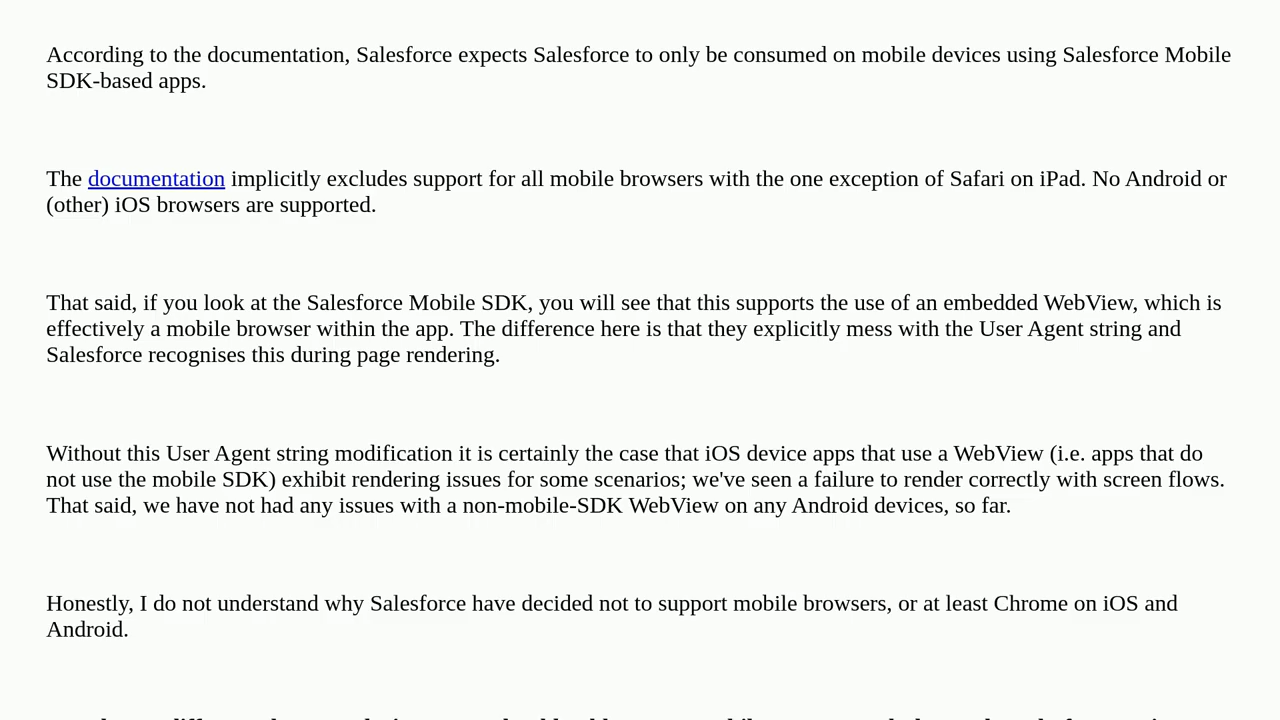 According to the documentation, Salesforce expects Salesforce to only be consumed on mobile devices using Salesforce Mobile
SDK-based apps.
The documentation implicitly excludes support for all mobile browsers with the one exception of Safari on iPad. No Android or
(other) iOS browsers are supported.
That said, if you look at the Salesforce Mobile SDK, you will see that this supports the use of an embedded WebView, which is
effectively a mobile browser within the app. The difference here is that they explicitly mess with the User Agent string and
Salesforce recognises this during page rendering.
Without this User Agent string modification it is certainly the case that iOS device apps that use a WebView (i.e. apps that do
not use the mobile SDK) exhibit rendering issues for some scenarios; we've seen a failure to render correctly with screen flows.
That said, we have not had any issues with a non-mobile-SDK WebView on any Android devices, so far.
Honestly, I do not understand why Salesforce have decided not to support mobile browsers, or at least Chrome on iOS and
Android.